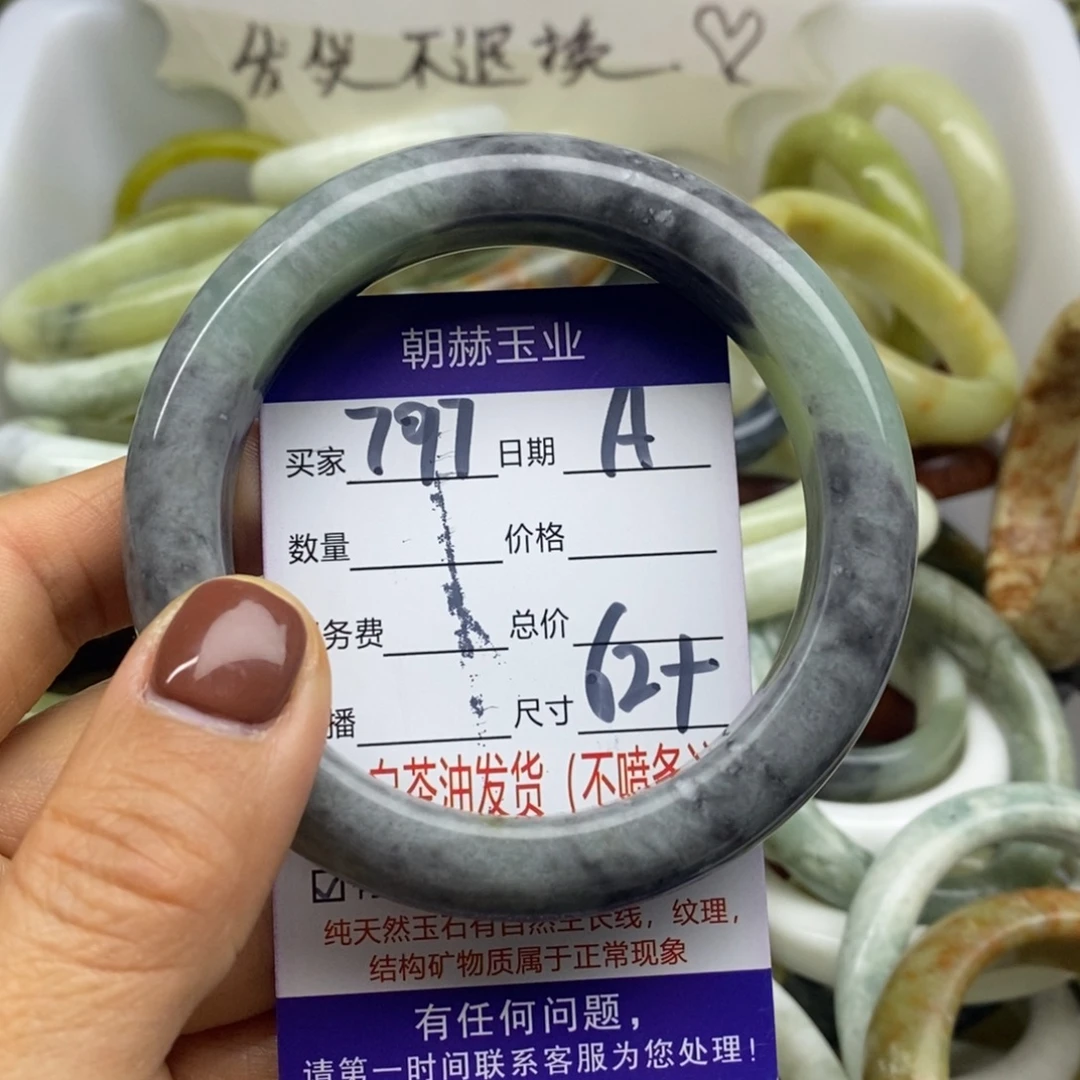 不退换
朝赫玉业
买家 797 日期 A
数量 价格
务费 总价
播 尺寸 62+
白茶油发货（不喷
纯天然玉石有自然生长线，纹理，
结构矿物质属于正常现象
有任何问题，
请第一时间联系客服为您处理！